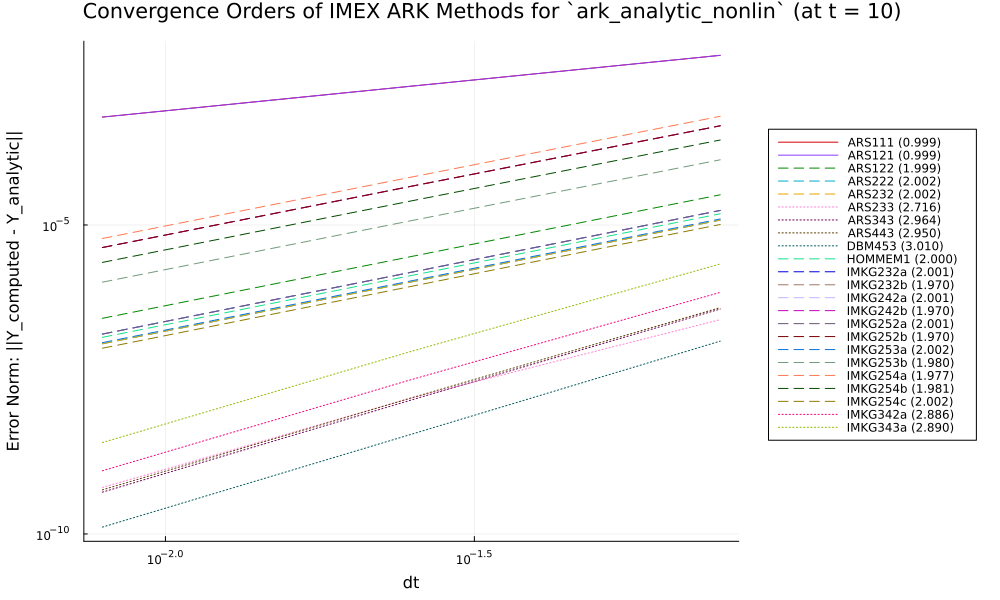 Convergence Orders of IMEX ARK Methods for `ark_analytic_nonlin` (at t = 10)
Error Norm: ||Y_computed - Y_analytic||
10^-5
10^-10
10^-2.0
10^-1.5
dt
ARS111 (0.999)
ARS121 (0.999)
ARS122 (1.999)
ARS222 (2.002)
ARS232 (2.002)
ARS233 (2.716)
ARS343 (2.964)
ARS443 (2.950)
DBM453 (3.010)
HOMMEM1 (2.000)
IMKG232a (2.001)
IMKG232b (1.970)
IMKG242a (2.001)
IMKG242b (1.970)
IMKG252a (2.001)
IMKG252b (1.970)
IMKG253a (2.002)
IMKG253b (1.980)
IMKG254a (1.977)
IMKG254b (1.981)
IMKG254c (2.002)
IMKG342a (2.886)
IMKG343a (2.890)